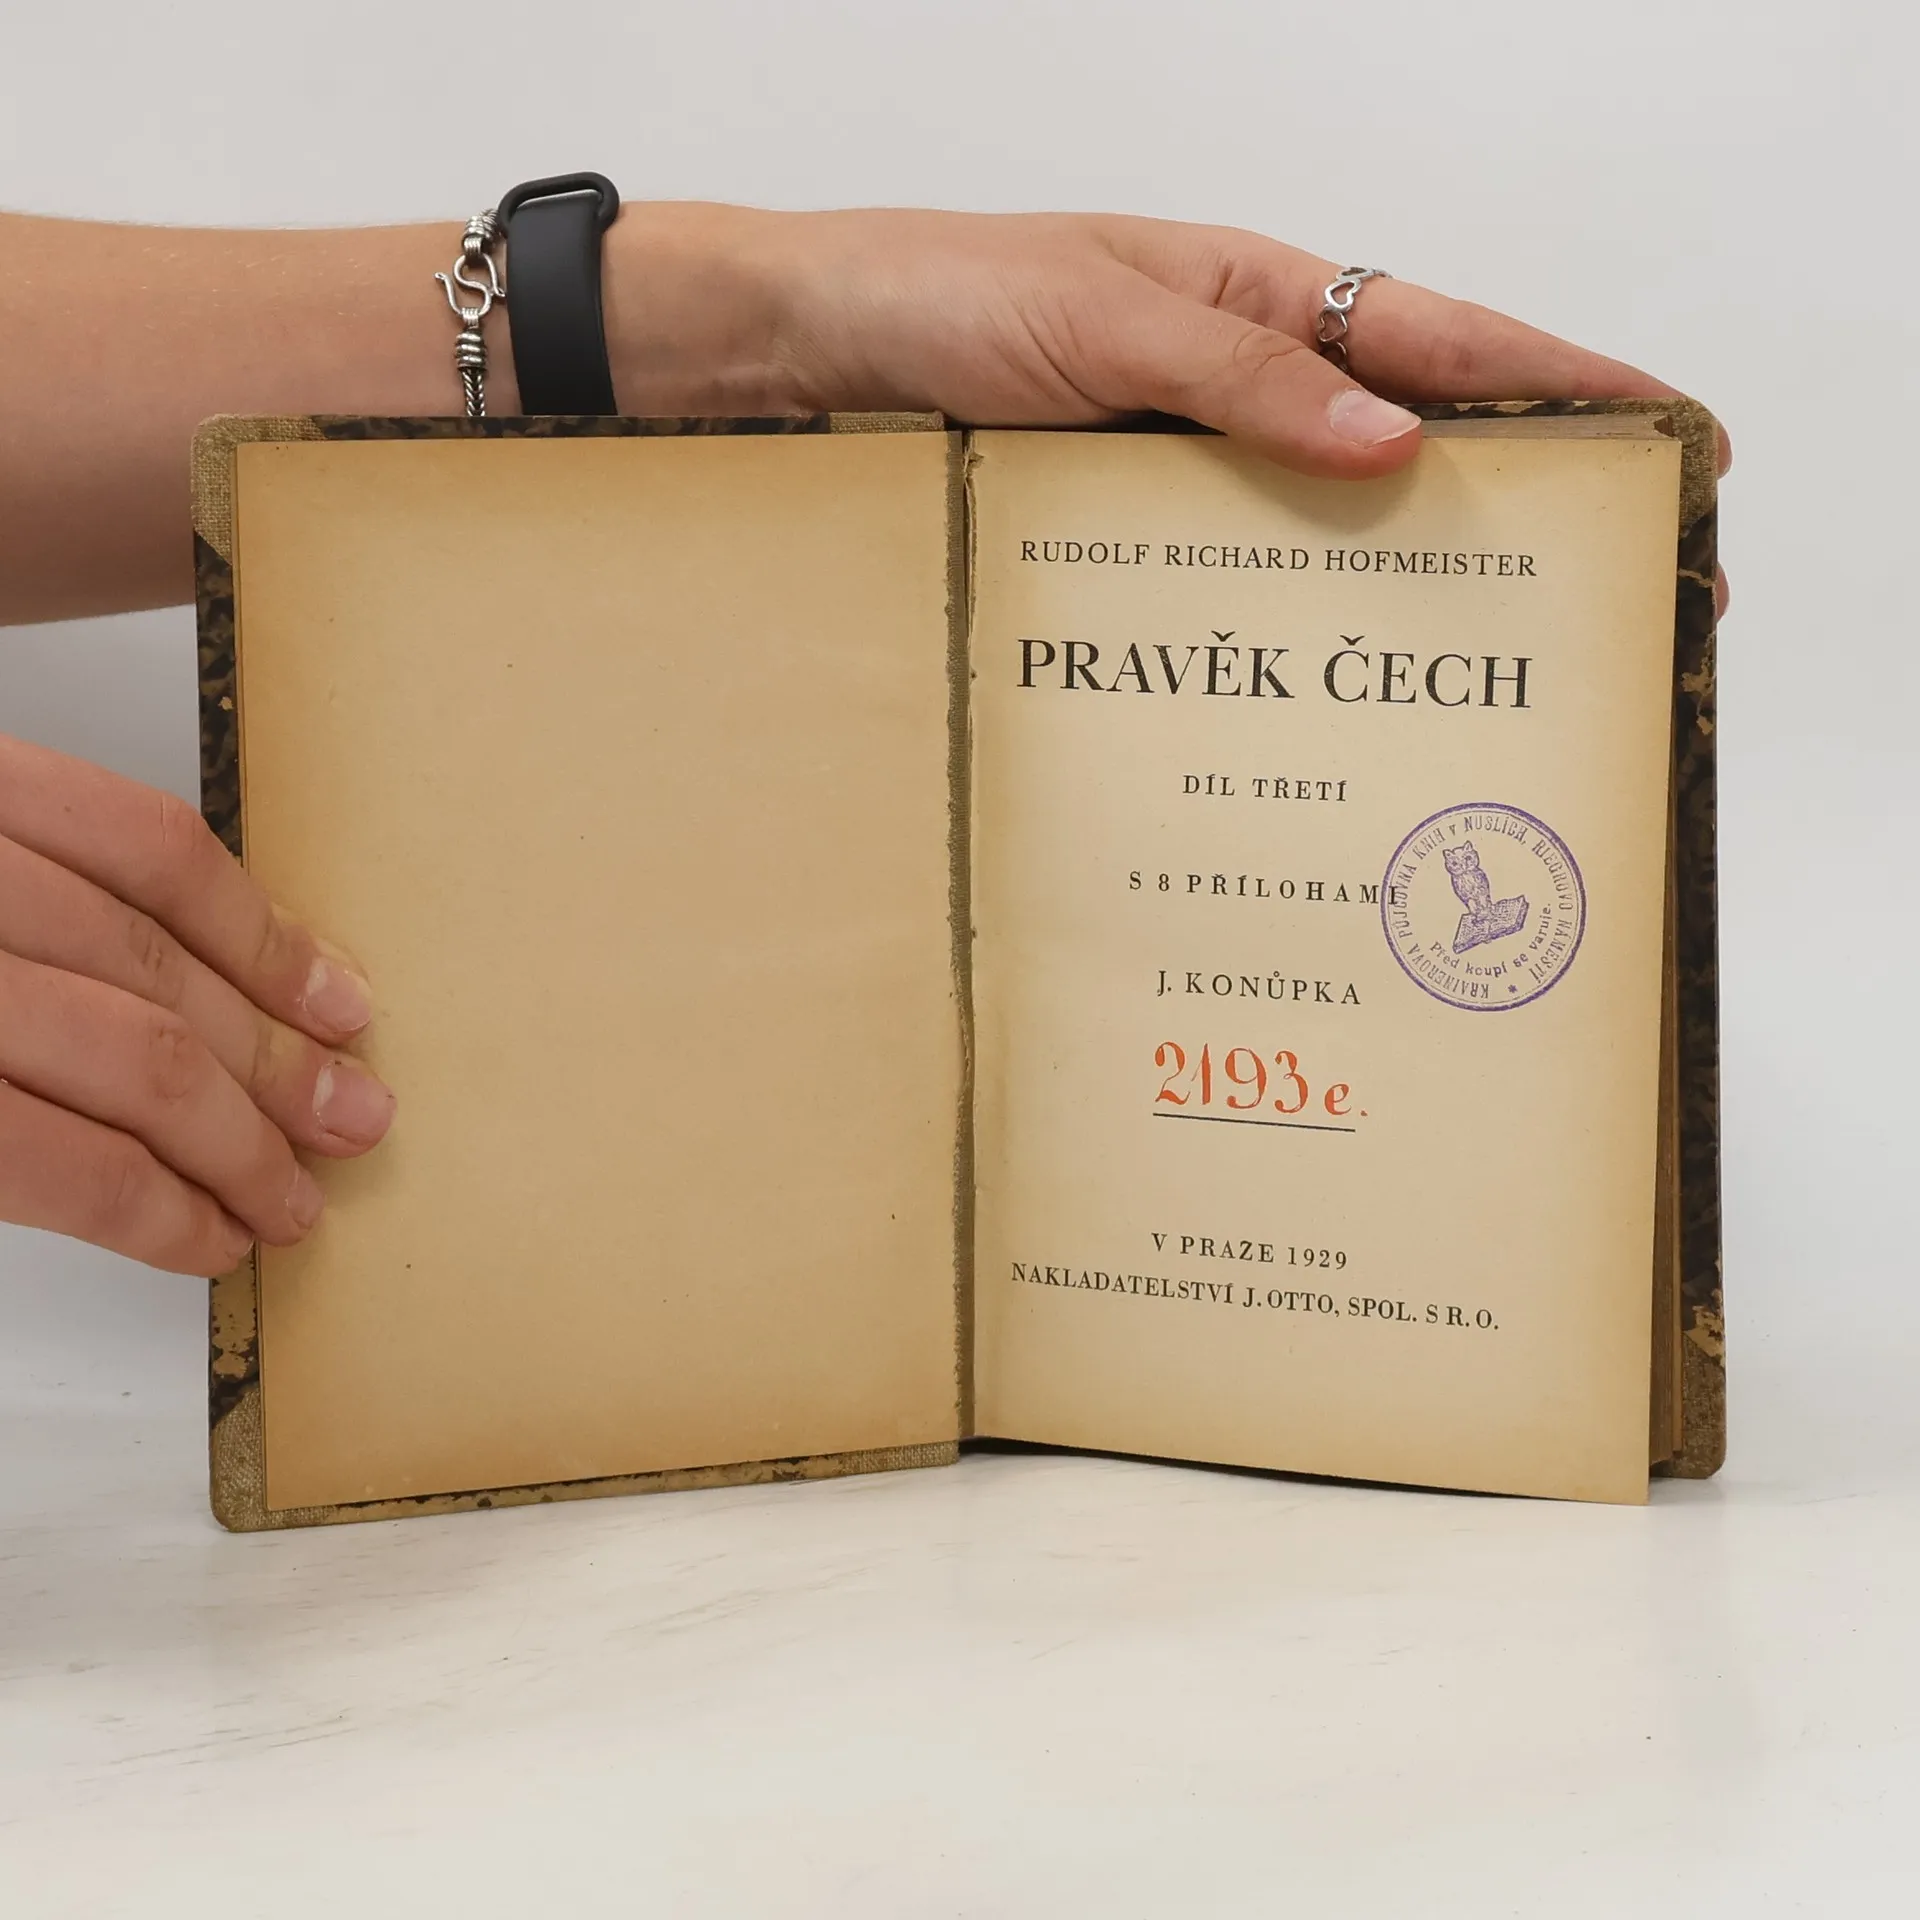 RUDOLF RICHARD HOFMEISTER
PRAVĚK ČECH
DÍL TŘETÍ
S 8 PŘÍLOHAMI
J. KONŮPKA
KRAINEROVA PŮJČOVNA KNIH v NUSLÍCH, RIEGROVO NÁMĚSTÍ *
Před koupí se varuje.
2193 e.
V PRAZE 1929
NAKLADATELSTVÍ J. OTTO, SPOL. S R. O.